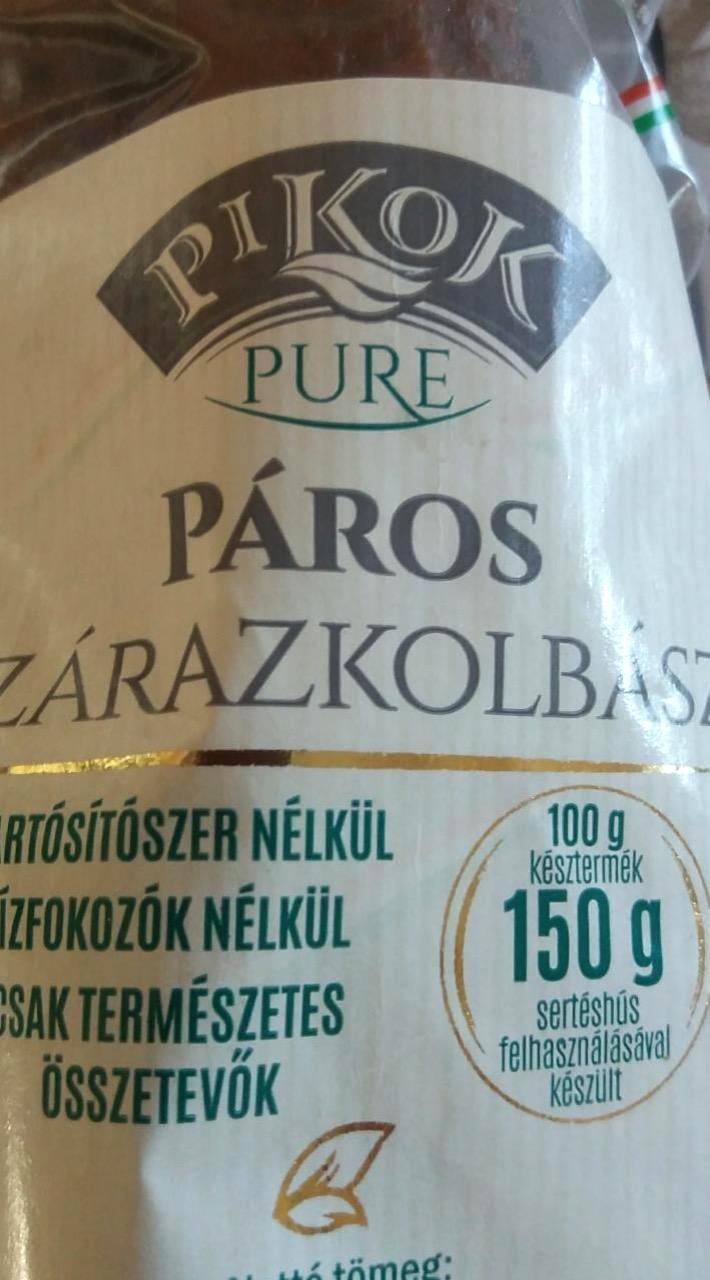 PIKOK
PURE
PÁROS
ZÁRAZKOLBÁSZ
ARTÓSÍTÓSZER NÉLKÜL
ÍZFOKOZÓK NÉLKÜL
CSAK TERMÉSZETES
ÖSSZETEVŐK
100 g
késztermék
150 g
sertéshús
felhasználásával
készült
tömeg: